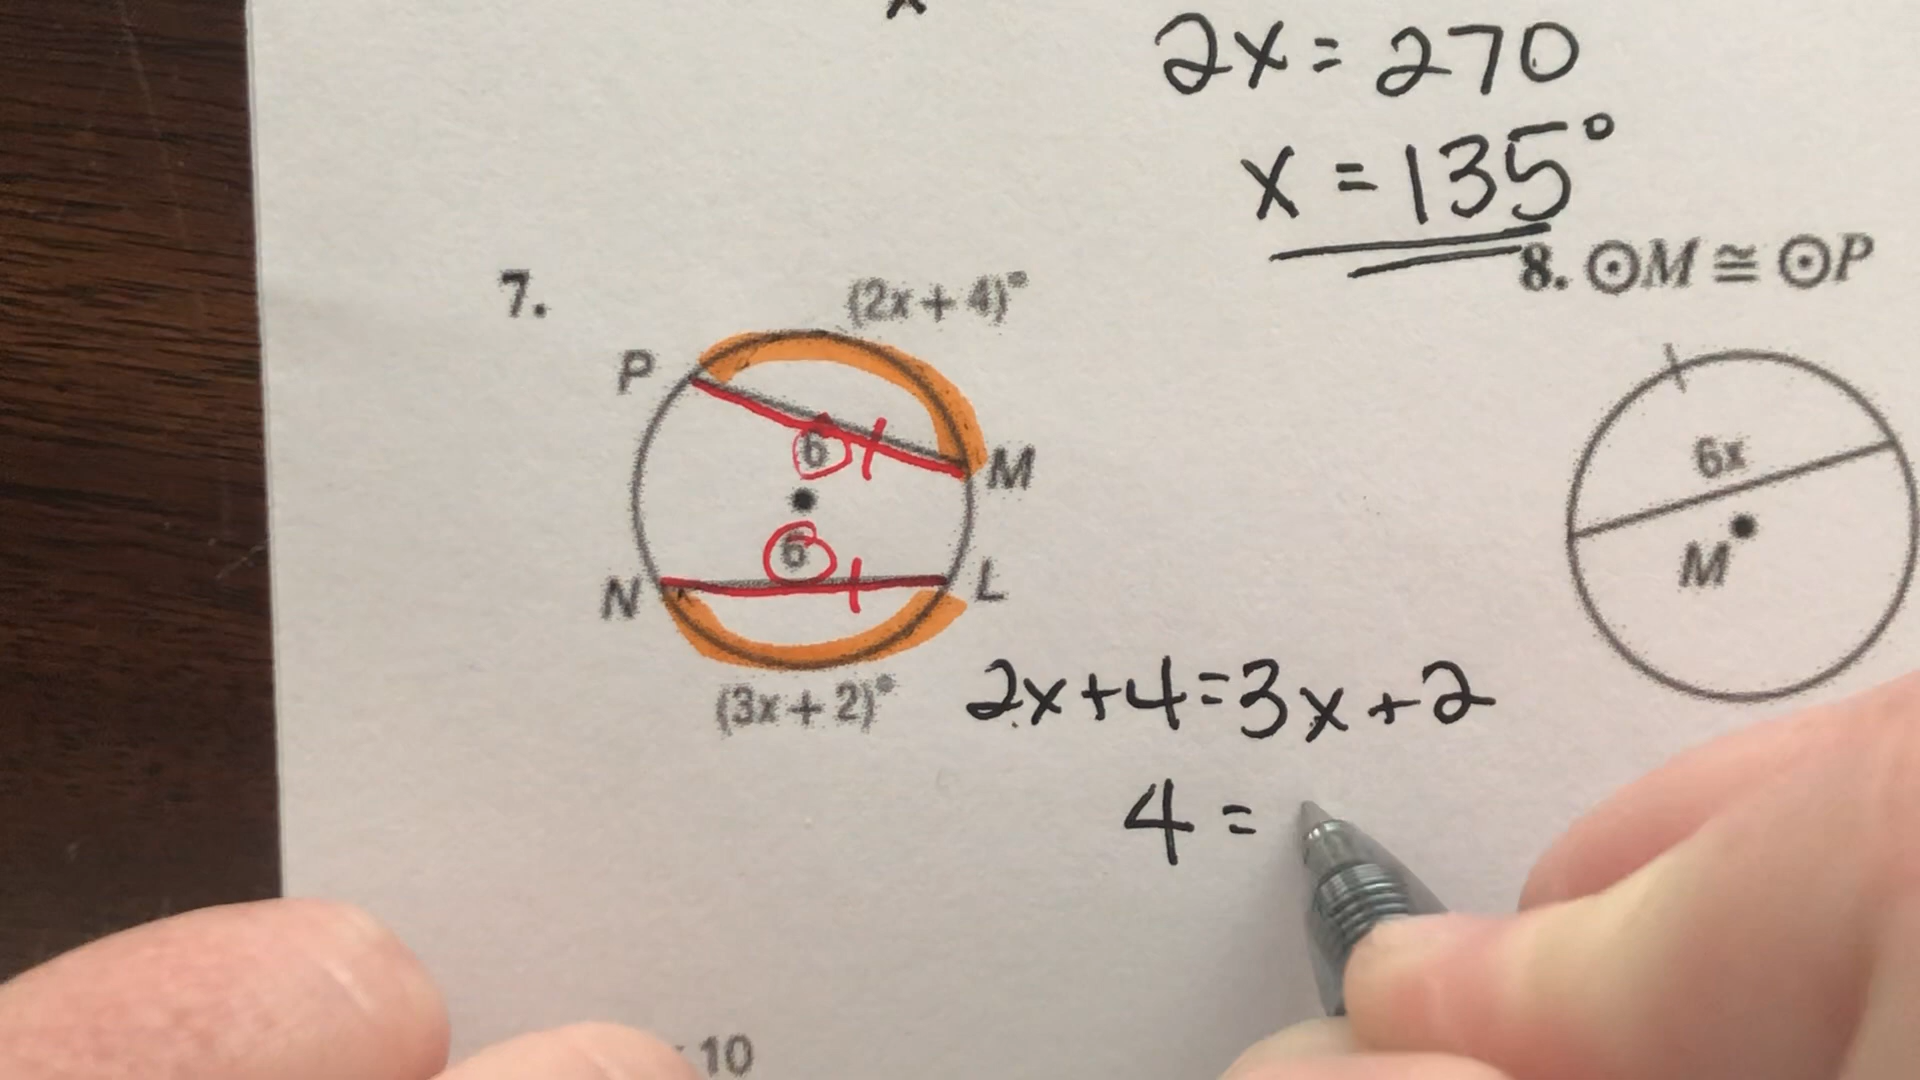 2x = 270
x = 135°
7.
(2x + 4)°
P
6
M
6
N
L
(3x + 2)°
2x+4=3x+2
4 =
8. ⊙M ≅ ⊙P
6x
M
10